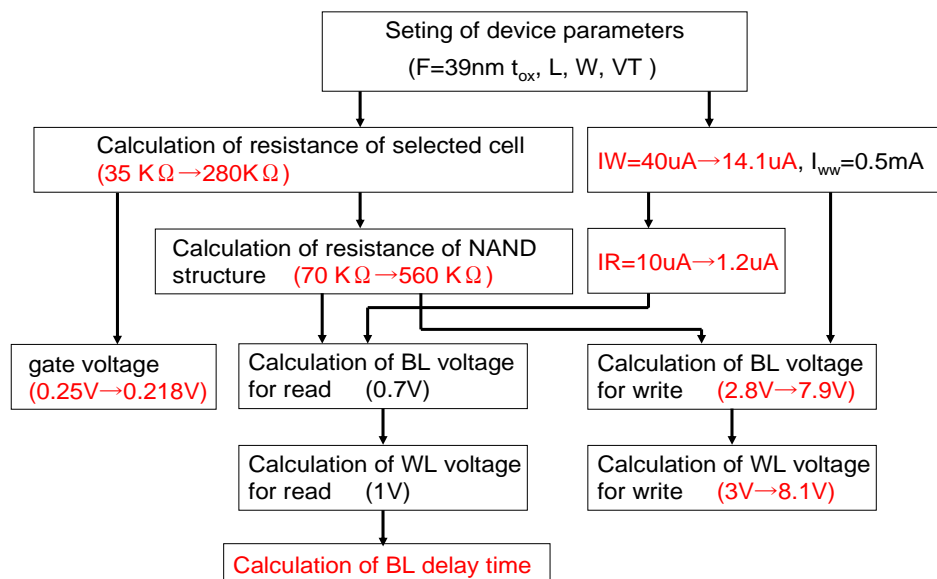 Seting of device parameters
(F=39nm tox, L, W, VT )
Calculation of resistance of selected cell
(35 KΩ→280KΩ)
IW=40uA→14.1uA, Iww=0.5mA
Calculation of resistance of NAND
structure (70 KΩ→560 KΩ)
IR=10uA→1.2uA
gate voltage
(0.25V→0.218V)
Calculation of BL voltage
for read (0.7V)
Calculation of BL voltage
for write (2.8V→7.9V)
Calculation of WL voltage
for read (1V)
Calculation of WL voltage
for write (3V→8.1V)
Calculation of BL delay time